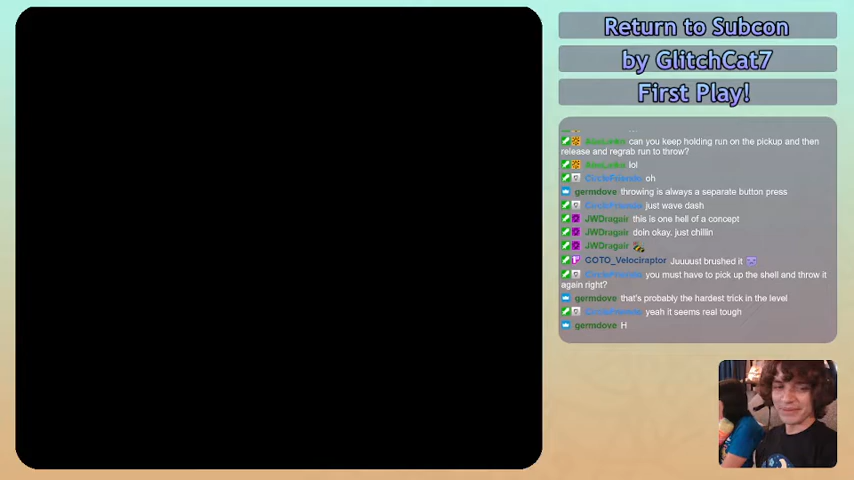 Return to Subcon
by GlitchCat7
First Play!
can you keep holding run on the pickup and then
release and regrab run to throw?
lol
oh
germdove throwing is always a separate button press
just wave dash
JWDragair this is one hell of a concept
JWDragair doin okay. just chillin
JWDragair
GOTO_Velociraptor Juuuust brushed it
you must have to pick up the shell and throw it
again right?
germdove that's probably the hardest trick in the level
yeah it seems real tough
germdove H